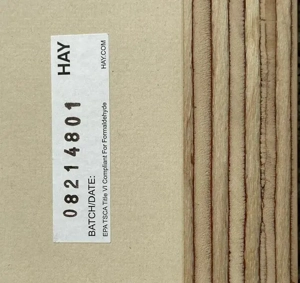 HAY
HAY.COM
08214801
BATCH/DATE:
EPA TSCA Title VI Compliant For Formaldehyde